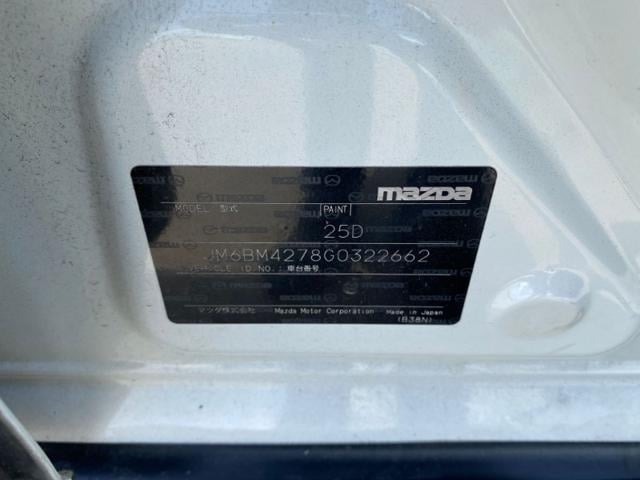 mazda
MODEL 型式 PAINT
25D
JM6BM4278G0322662
VEHICLE ID.NO. 車台番号
マツダ株式会社 Mazda Motor Corporation Made in Japan
(B38N)